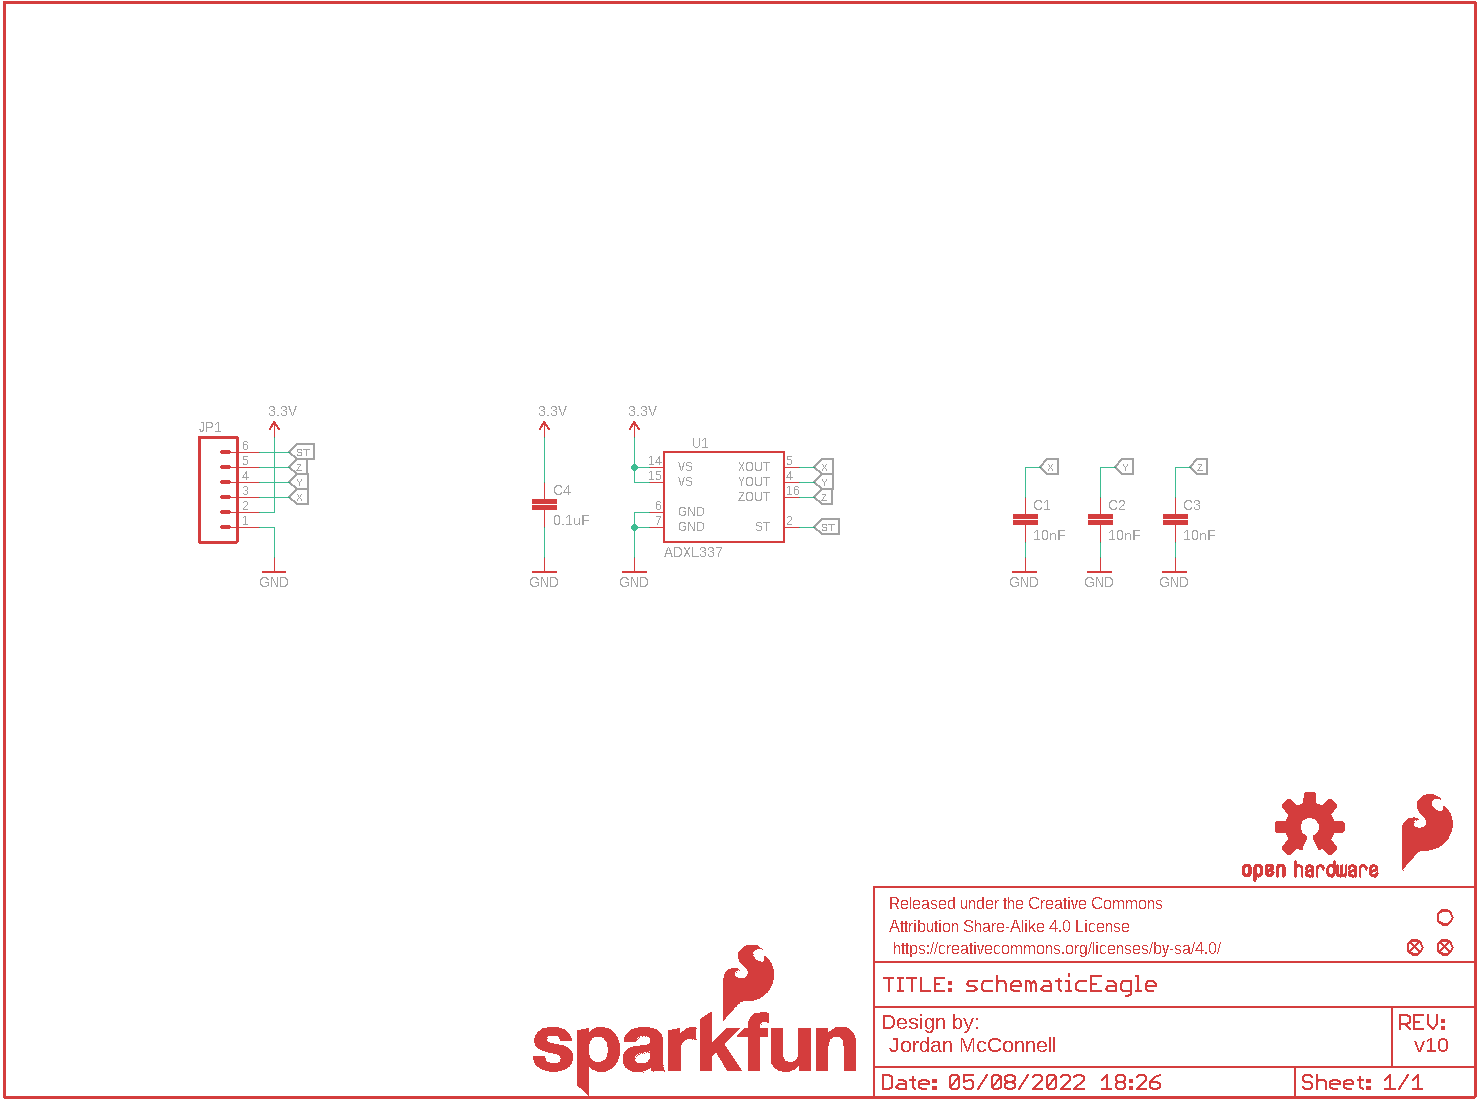 3.3V
JP1
6
5
4
3
2
1
ST
Z
Y
X
GND
3.3V
C4
0.1uF
GND
3.3V
U1
14
15
6
7
VS
VS
GND
GND
XOUT
YOUT
ZOUT
ST
5
4
16
2
X
Y
Z
ST
ADXL337
GND
X
C1
10nF
GND
Y
C2
10nF
GND
Z
C3
10nF
GND
open hardware
Released under the Creative Commons
Attribution Share-Alike 4.0 License
https://creativecommons.org/licenses/by-sa/4.0/
TITLE: schematicEagle
Design by:
Jordan McConnell
REV:
v10
Date: 05/08/2022 18:26
Sheet: 1/1
sparkfun